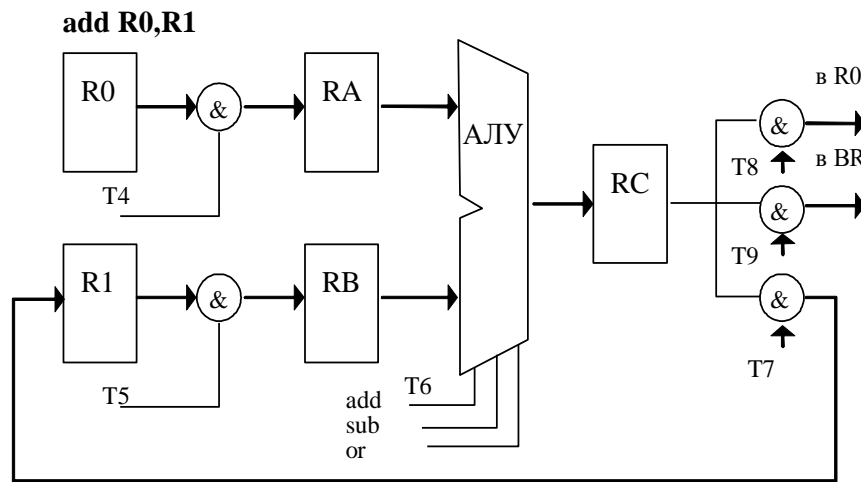 add R0,R1
R0
&
RA
АЛУ
T4
R1
&
RB
T5
T6
add
sub
or
RC
в R0
&
T8
в BR
&
T9
&
T7